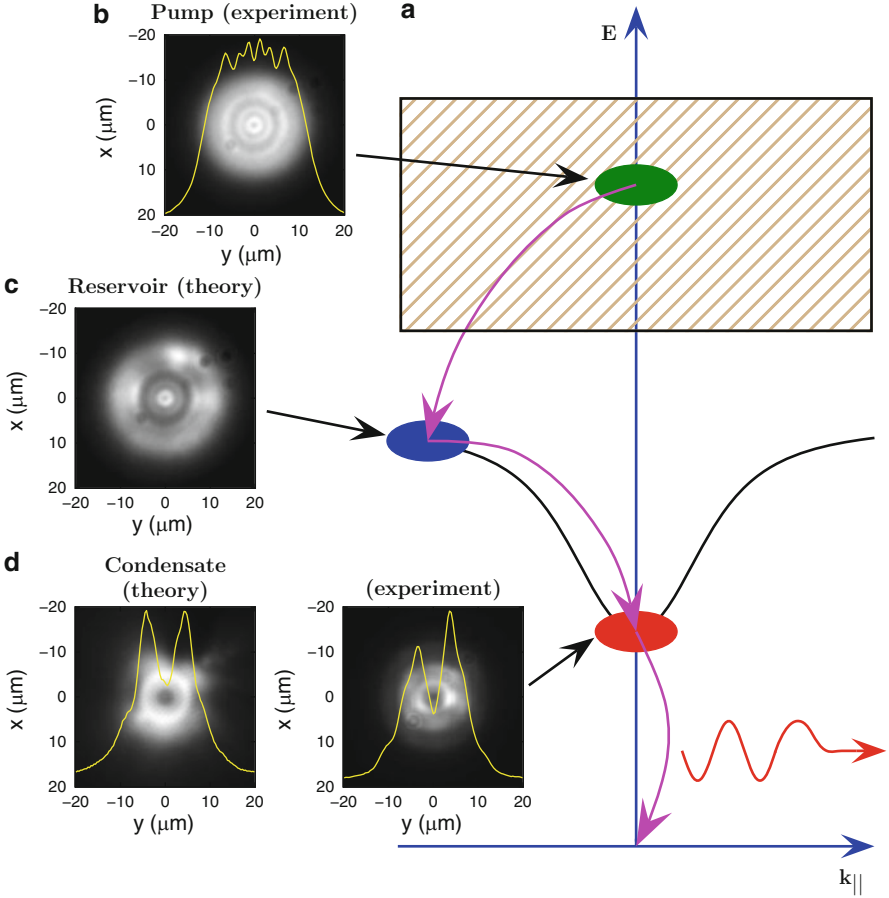 b
Pump (experiment)
−20
−10
0
10
20
x (μm)
−20 −10 0 10 20
y (μm)
a
E
c
Reservoir (theory)
−20
−10
0
10
20
x (μm)
−20 −10 0 10 20
y (μm)
d
Condensate
(theory)
−20
−10
0
10
20
x (μm)
−20 −10 0 10 20
y (μm)
(experiment)
−20
−10
0
10
20
x (μm)
−20 −10 0 10 20
y (μm)
k||